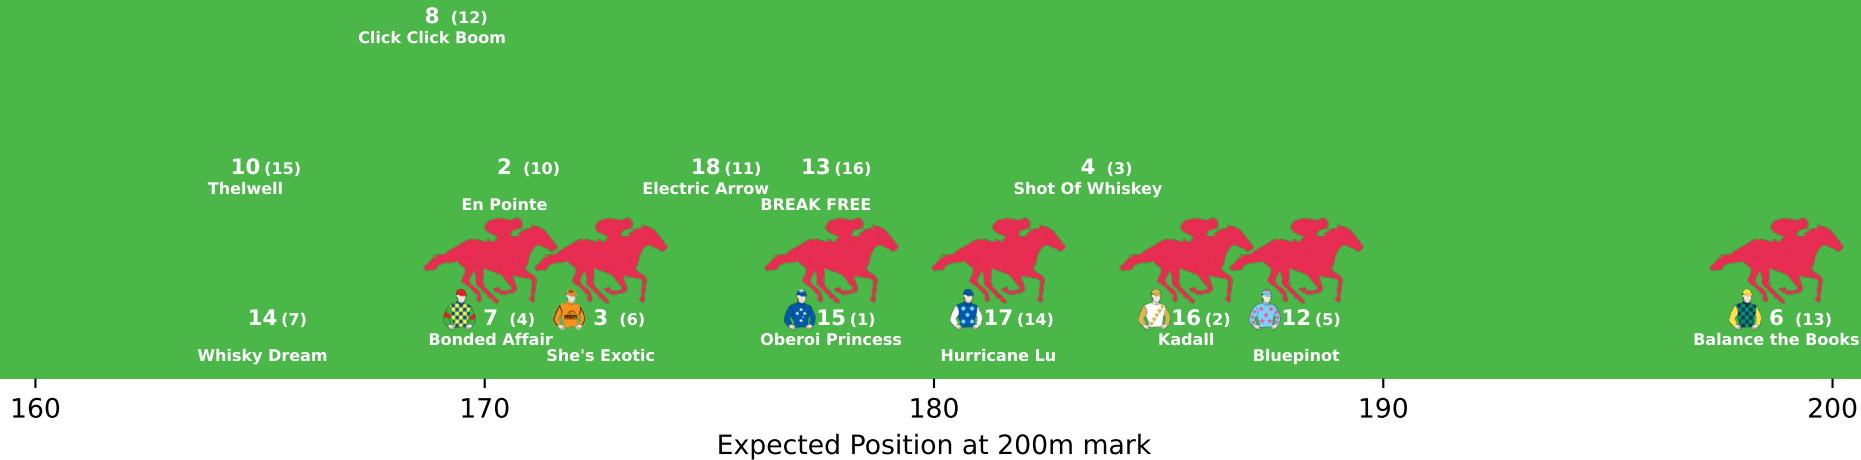 8 (12)
Click Click Boom
10 (15)
Thelwell
2 (10)
En Pointe
18 (11)
Electric Arrow
13 (16)
BREAK FREE
4 (3)
Shot Of Whiskey
14 (7)
Whisky Dream
7 (4)
Bonded Affair
3 (6)
She's Exotic
15 (1)
Oberoi Princess
17 (14)
Hurricane Lu
16 (2)
Kadall
12 (5)
Bluepinot
6 (13)
Balance the Books
160 170 180 190 200
Expected Position at 200m mark